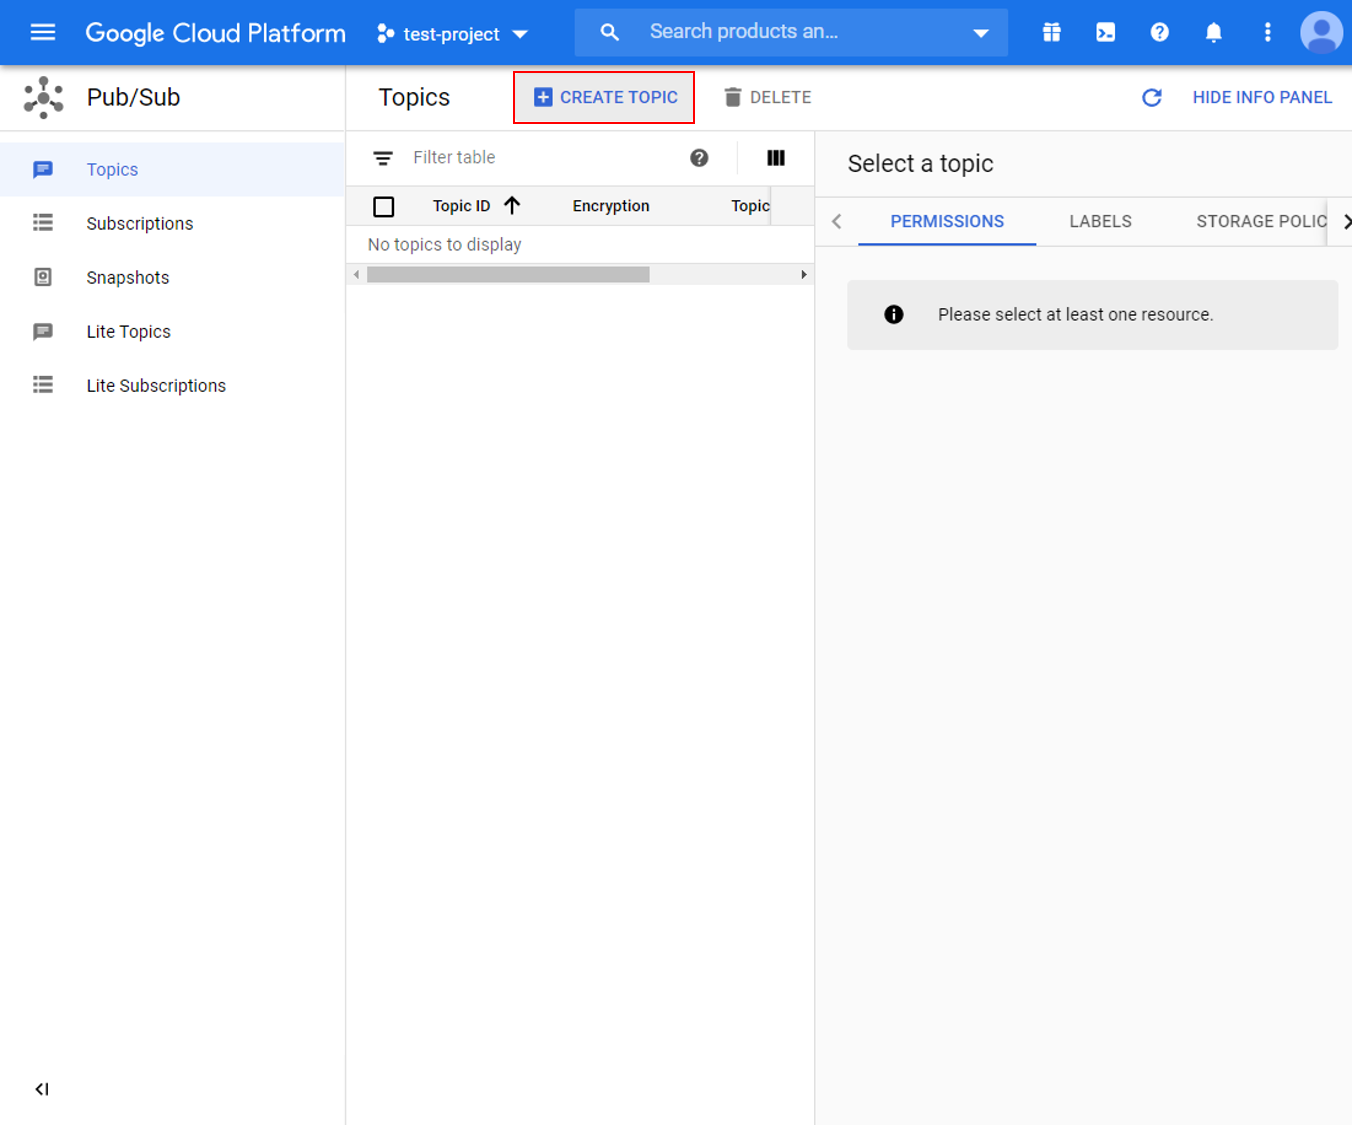 Google Cloud Platform
test-project
Search products an...
Pub/Sub
Topics
CREATE TOPIC
DELETE
HIDE INFO PANEL
Topics
Subscriptions
Snapshots
Lite Topics
Lite Subscriptions
Filter table
Topic ID
Encryption
Topic
No topics to display
Select a topic
PERMISSIONS
LABELS
STORAGE POLIC
Please select at least one resource.